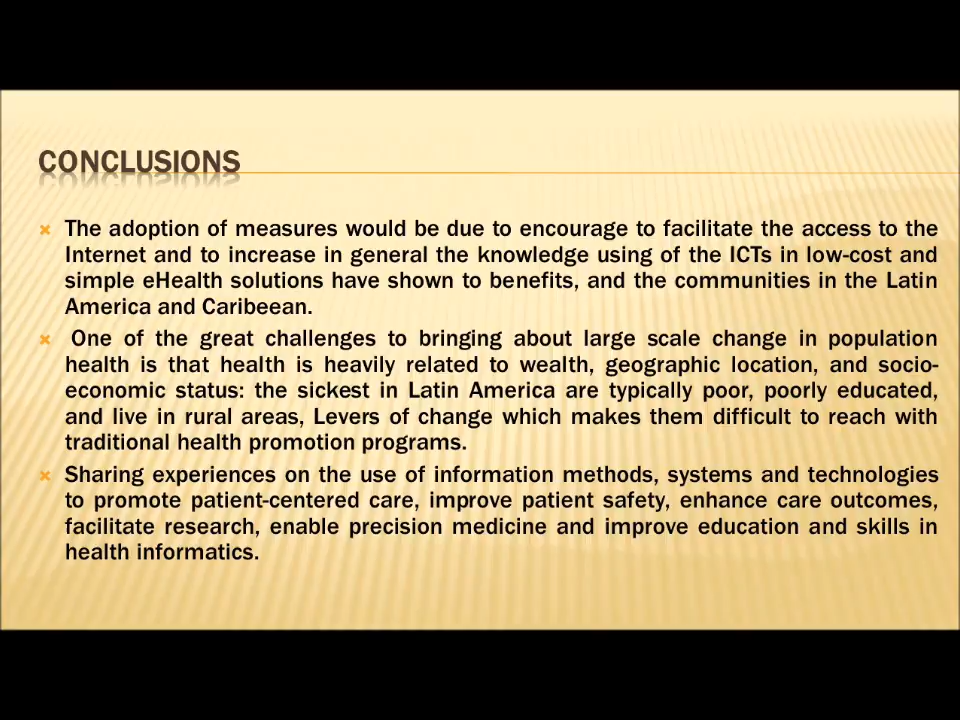 CONCLUSIONS
The adoption of measures would be due to encourage to facilitate the access to the
Internet and to increase in general the knowledge using of the ICTs in low-cost and
simple eHealth solutions have shown to benefits, and the communities in the Latin
America and Caribeean.
One of the great challenges to bringing about large scale change in population
health is that health is heavily related to wealth, geographic location, and socio-
economic status: the sickest in Latin America are typically poor, poorly educated,
and live in rural areas, Levers of change which makes them difficult to reach with
traditional health promotion programs.
Sharing experiences on the use of information methods, systems and technologies
to promote patient-centered care, improve patient safety, enhance care outcomes,
facilitate research, enable precision medicine and improve education and skills in
health informatics.